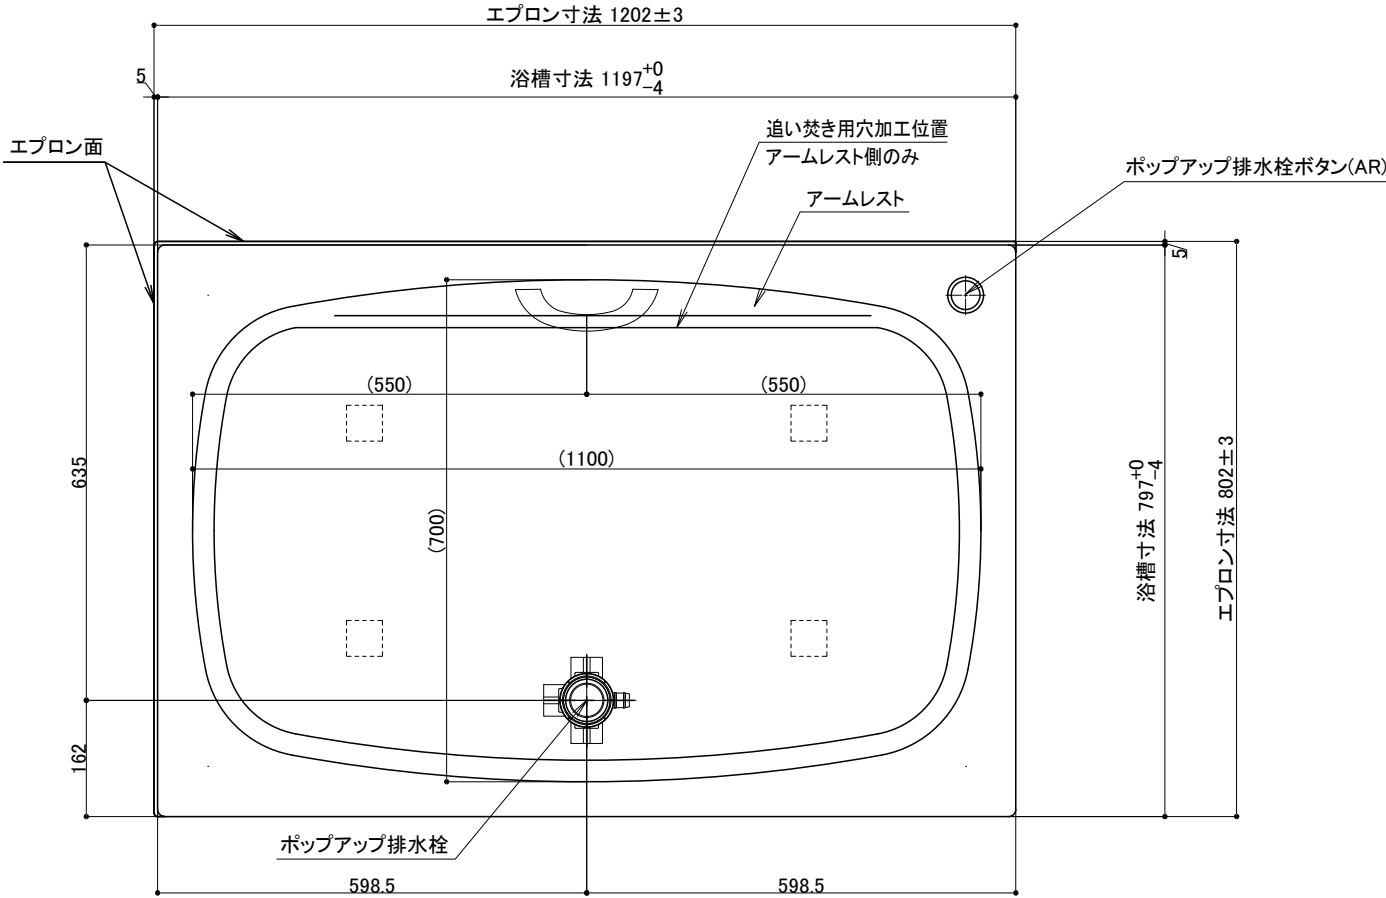 エプロン寸法 1202±3
5
浴槽寸法 1197+0-4
エプロン面
追い焚き用穴加工位置
アームレスト側のみ
ポップアップ排水栓ボタン(AR)
アームレスト
5
(550)
(550)
(1100)
635
(700)
浴槽寸法 797+0-4
エプロン寸法 802±3
162
ポップアップ排水栓
598.5
598.5